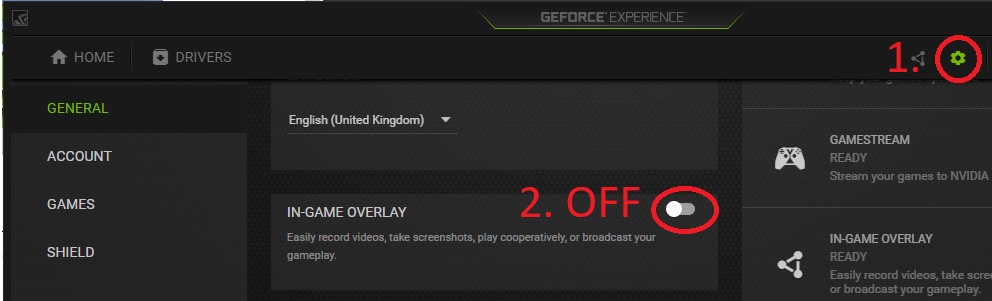 GEFORCE® EXPERIENCE™
HOME
DRIVERS
1.
GENERAL
ACCOUNT
GAMES
SHIELD
English (United Kingdom)
IN-GAME OVERLAY
2. OFF
Easily record videos, take screenshots, play cooperatively, or broadcast your
gameplay.
GAMESTREAM
READY
Stream your games to NVIDIA
IN-GAME OVERLAY
READY
Easily record videos, take scree
or broadcast your gameplay.